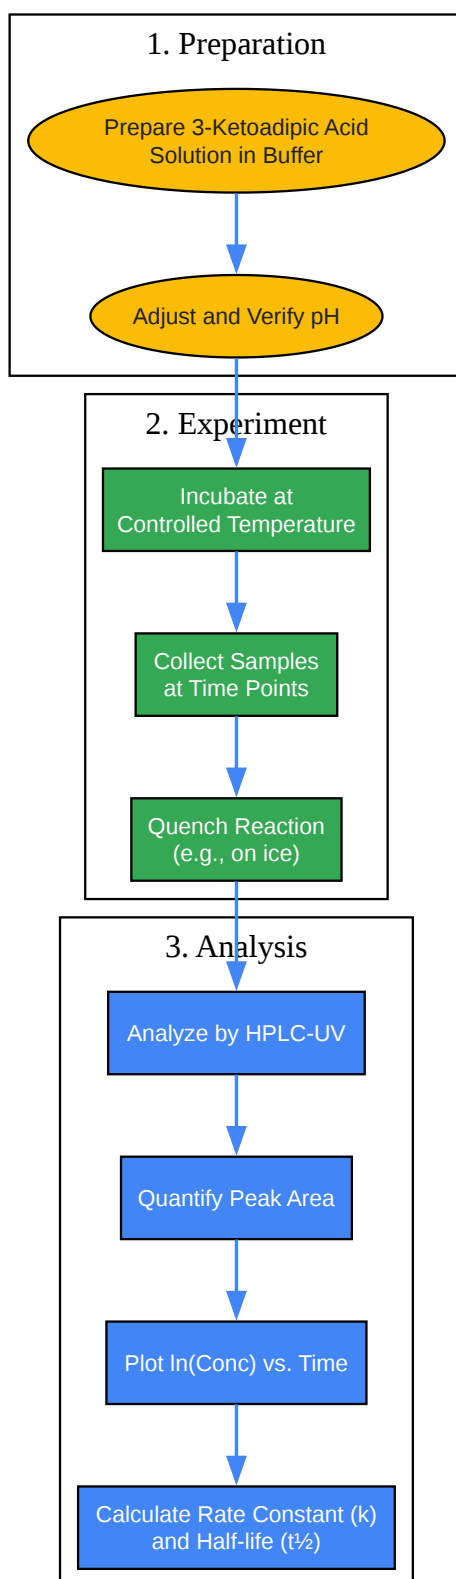 1. Preparation
Prepare 3-Ketoadipic Acid
Solution in Buffer
Adjust and Verify pH
2. Experiment
Incubate at
Controlled Temperature
Collect Samples
at Time Points
Quench Reaction
(e.g., on ice)
3. Analysis
Analyze by HPLC-UV
Quantify Peak Area
Plot ln(Conc) vs. Time
Calculate Rate Constant (k)
and Half-life (t½)